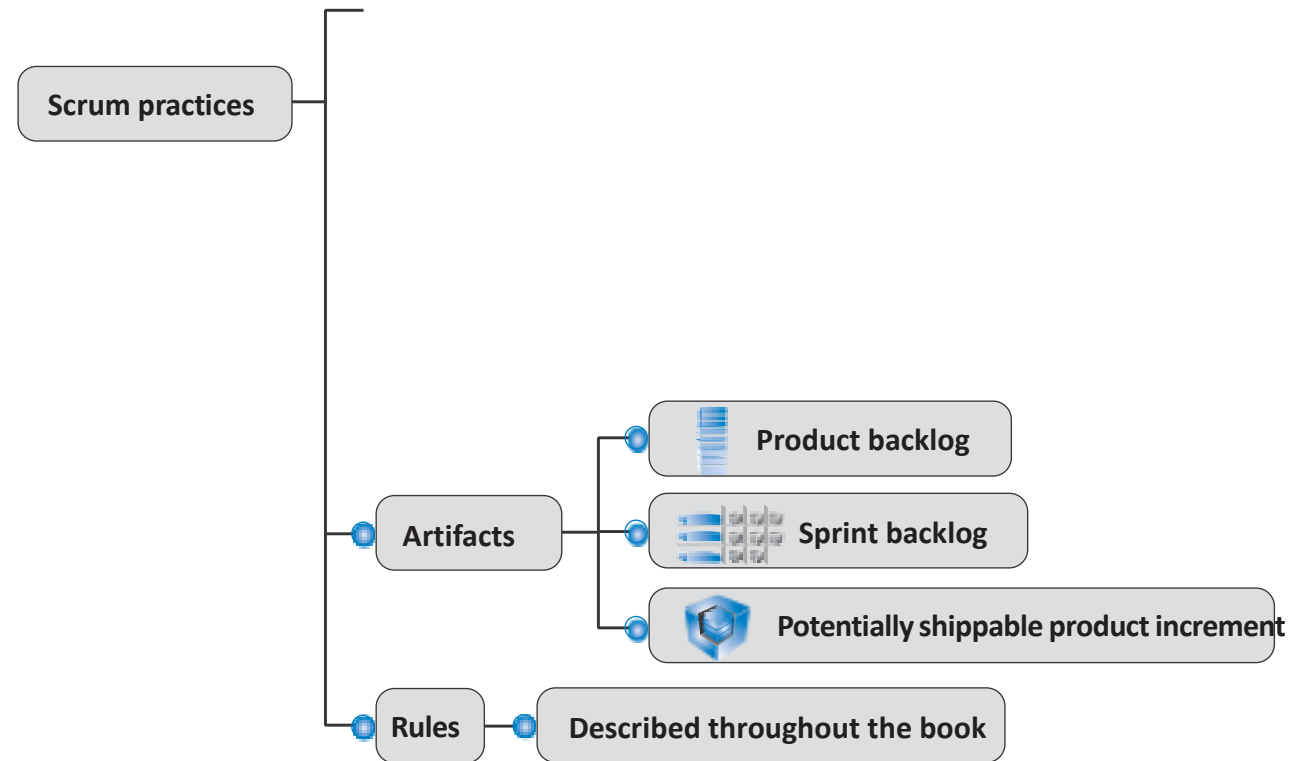 Scrum practices
Product backlog
Artifacts
Sprint backlog
Potentially shippable product increment
Rules
Described throughout the book